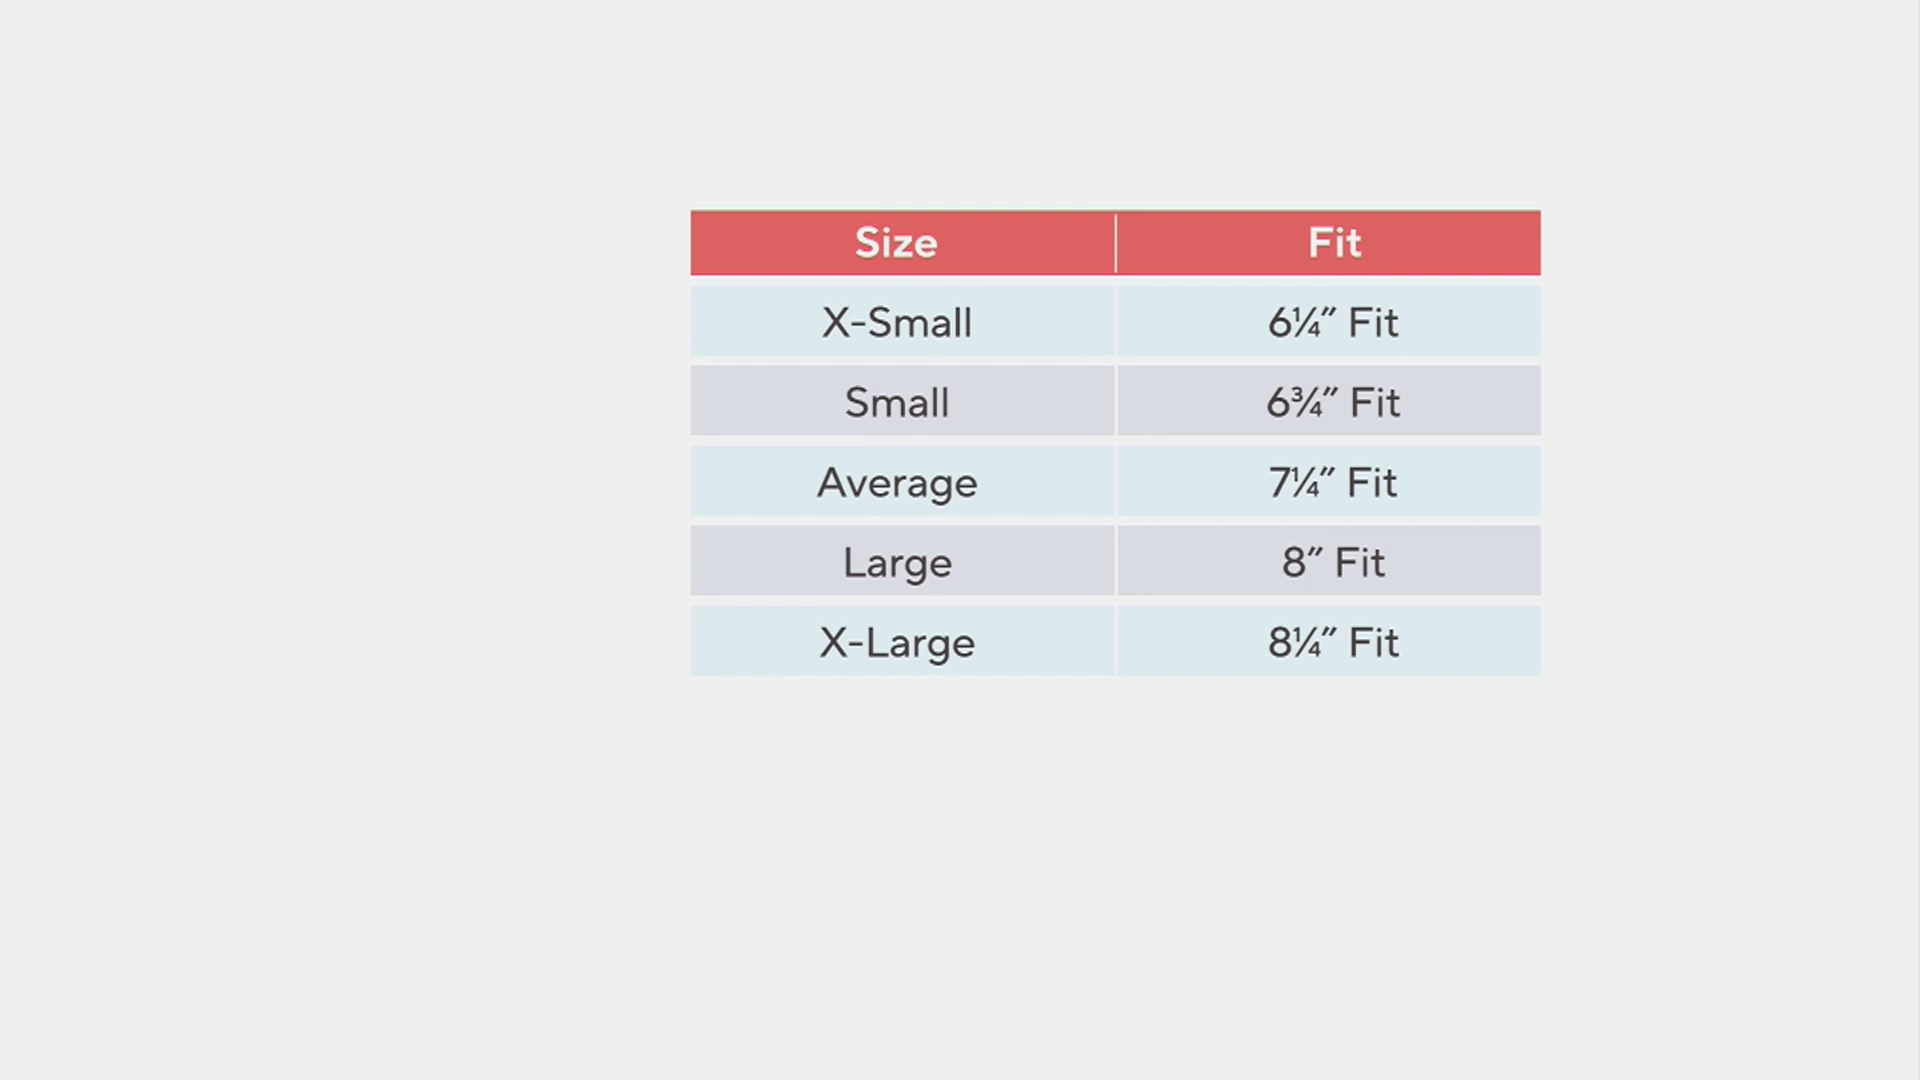 Size Fit
X-Small 6¼″ Fit
Small 6¾″ Fit
Average 7¼″ Fit
Large 8″ Fit
X-Large 8¼″ Fit